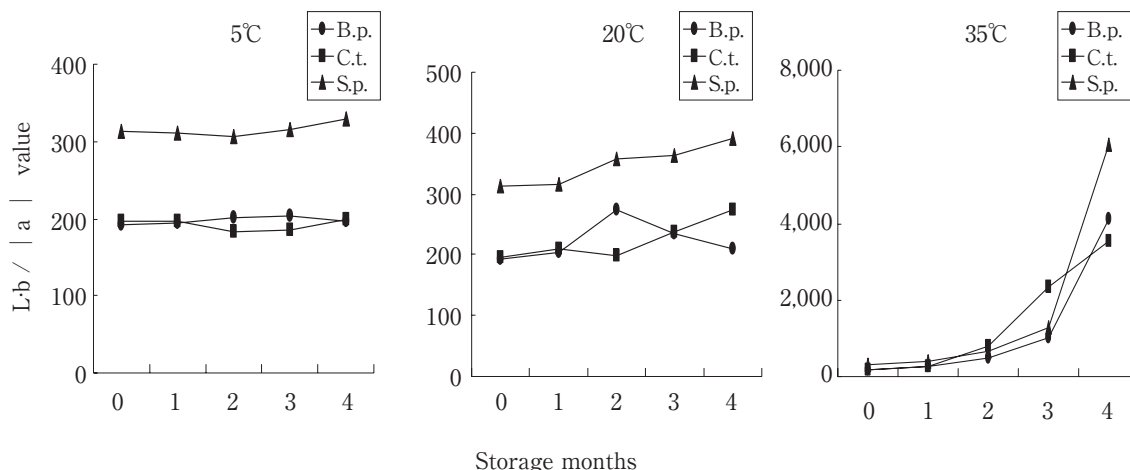 5℃
B.p.
C.t.
S.p.
400
300
200
100
0
0 1 2 3 4
L·b / | a | value
20℃
B.p.
C.t.
S.p.
500
400
300
200
100
0
0 1 2 3 4
35℃
B.p.
C.t.
S.p.
8,000
6,000
4,000
2,000
0
0 1 2 3 4
Storage months